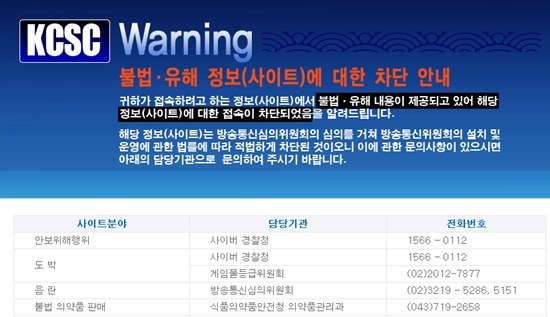 KCSC Warning
불법·유해 정보(사이트)에 대한 차단 안내
귀하가 접속하려고 하는 정보(사이트)에서 불법·유해 내용이 제공되고 있어 해당
정보(사이트)에 대한 접속이 차단되었음을 알려드립니다.
해당 정보(사이트)는 방송통신심의위원회의 심의를 거쳐 방송통신위원회의 설치 및
운영에 관한 법률에 따라 적법하게 차단된 것이오니 이에 관한 문의사항이 있으시면
아래의 담당기관으로 문의하여 주시기 바랍니다.
사이트분야 담당기관 전화번호
안보위해행위 사이버 경찰청 1566 - 0112
도 박 사이버 경찰청 1566 - 0112
게임물등급위원회 (02)2012-7877
음 란 방송통신심의위원회 (02)3219 - 5286, 5151
불법 의약품 판매 식품의약품안전청 의약품관리과 (043)719-2658